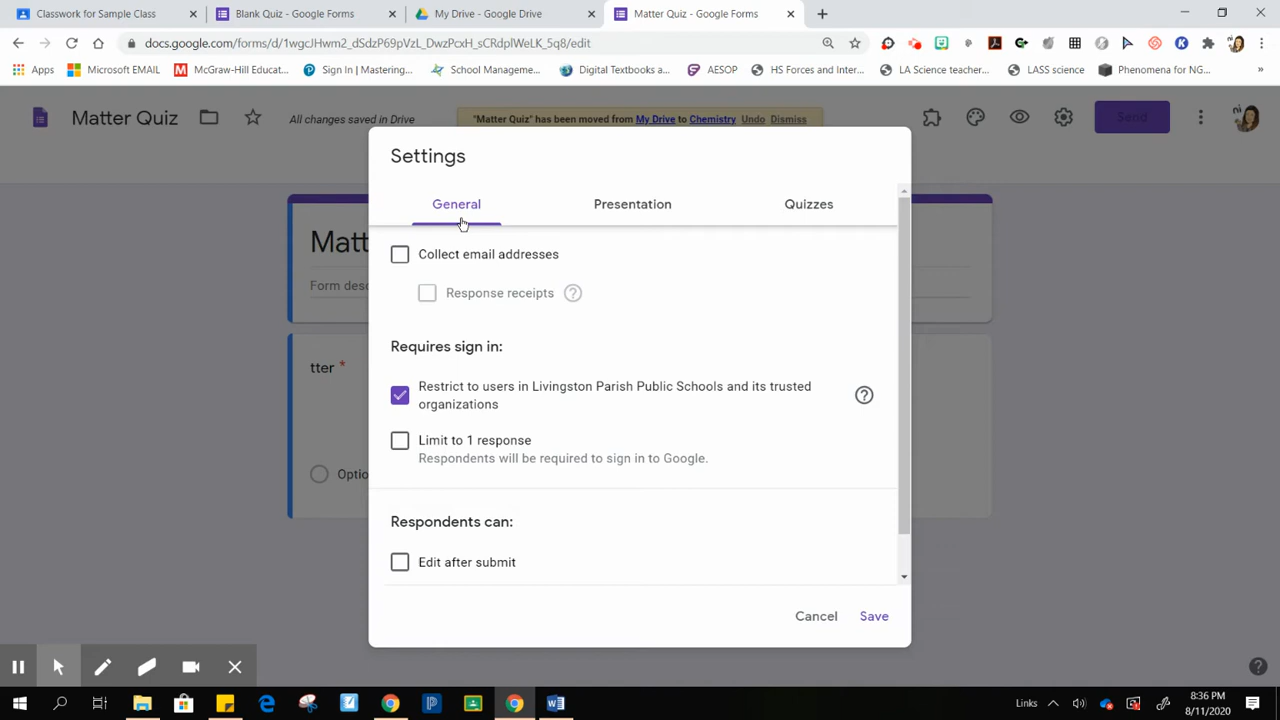 Classwork for Sample Class
Blank Quiz - Google Forms
My Drive - Google Drive
Matter Quiz - Google Forms
docs.google.com/forms/d/1wgcJHwm2_dSdzP69pVzL_DwzPcxH_sCRdplWeLK_5q8/edit
Apps
Microsoft EMAIL
McGraw-Hill Educat...
Sign In | Mastering...
School Manageme...
Digital Textbooks a...
AESOP
HS Forces and Inter...
LA Science teacher...
LASS science
Phenomena for NG...
»
Matter Quiz
All changes saved in Drive
"Matter Quiz" has been moved from My Drive to Chemistry Undo Dismiss
Send
Settings
General
Presentation
Quizzes
Matt
Form desc
Collect email addresses
Response receipts
Requires sign in:
tter *
Restrict to users in Livingston Parish Public Schools and its trusted
organizations
Limit to 1 response
Respondents will be required to sign in to Google.
Optio
Respondents can:
Edit after submit
Cancel
Save
Links
8:36 PM
8/11/2020